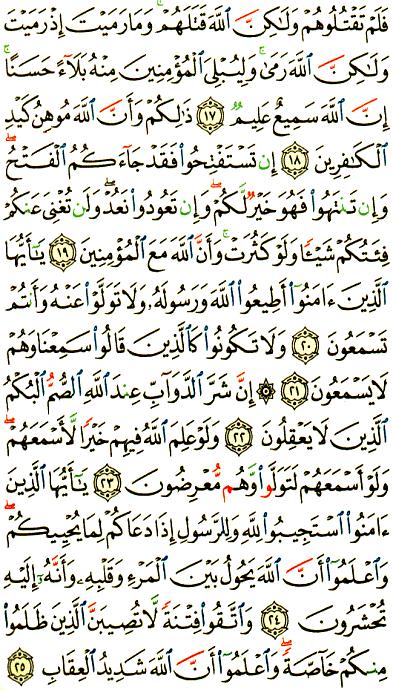 فَلَمْ تَقْتُلُوهُمْ وَلَـٰكِنَّ ٱللَّهَ قَتَلَهُمْ ۚ وَمَا رَمَيْتَ إِذْ رَمَيْتَ
وَلَـٰكِنَّ ٱللَّهَ رَمَىٰ ۚ وَلِيُبْلِىَ ٱلْمُؤْمِنِينَ مِنْهُ بَلَآءً حَسَنًا ۚ
إِنَّ ٱللَّهَ سَمِيعٌ عَلِيمٌ ١٧ ذَٰلِكُمْ وَأَنَّ ٱللَّهَ مُوهِنُ كَيْدِ
ٱلْكَـٰفِرِينَ ١٨ إِن تَسْتَفْتِحُوا۟ فَقَدْ جَآءَكُمُ ٱلْفَتْحُ ۖ
وَإِن تَنتَهُوا۟ فَهُوَ خَيْرٌ لَّكُمْ ۖ وَإِن تَعُودُوا۟ نَعُدْ وَلَن تُغْنِىَ عَنكُمْ
فِئَتُكُمْ شَيْـًٔا وَلَوْ كَثُرَتْ وَأَنَّ ٱللَّهَ مَعَ ٱلْمُؤْمِنِينَ ١٩ يَـٰٓأَيُّهَا
ٱلَّذِينَ ءَامَنُوٓا۟ أَطِيعُوا۟ ٱللَّهَ وَرَسُولَهُۥ وَلَا تَوَلَّوْا۟ عَنْهُ وَأَنتُمْ
تَسْمَعُونَ ٢٠ وَلَا تَكُونُوا۟ كَٱلَّذِينَ قَالُوا۟ سَمِعْنَا وَهُمْ
لَا يَسْمَعُونَ ٢١ ۞ إِنَّ شَرَّ ٱلدَّوَآبِّ عِندَ ٱللَّهِ ٱلصُّمُّ ٱلْبُكْمُ
ٱلَّذِينَ لَا يَعْقِلُونَ ٢٢ وَلَوْ عَلِمَ ٱللَّهُ فِيهِمْ خَيْرًا لَّأَسْمَعَهُمْ ۖ
وَلَوْ أَسْمَعَهُمْ لَتَوَلَّوا۟ وَّهُم مُّعْرِضُونَ ٢٣ يَـٰٓأَيُّهَا ٱلَّذِينَ
ءَامَنُوا۟ ٱسْتَجِيبُوا۟ لِلَّهِ وَلِلرَّسُولِ إِذَا دَعَاكُمْ لِمَا يُحْيِيكُمْ ۖ
وَٱعْلَمُوٓا۟ أَنَّ ٱللَّهَ يَحُولُ بَيْنَ ٱلْمَرْءِ وَقَلْبِهِۦ وَأَنَّهُۥٓ إِلَيْهِ
تُحْشَرُونَ ٢٤ وَٱتَّقُوا۟ فِتْنَةً لَّا تُصِيبَنَّ ٱلَّذِينَ ظَلَمُوا۟
مِنكُمْ خَآصَّةً ۖ وَٱعْلَمُوٓا۟ أَنَّ ٱللَّهَ شَدِيدُ ٱلْعِقَابِ ٢٥